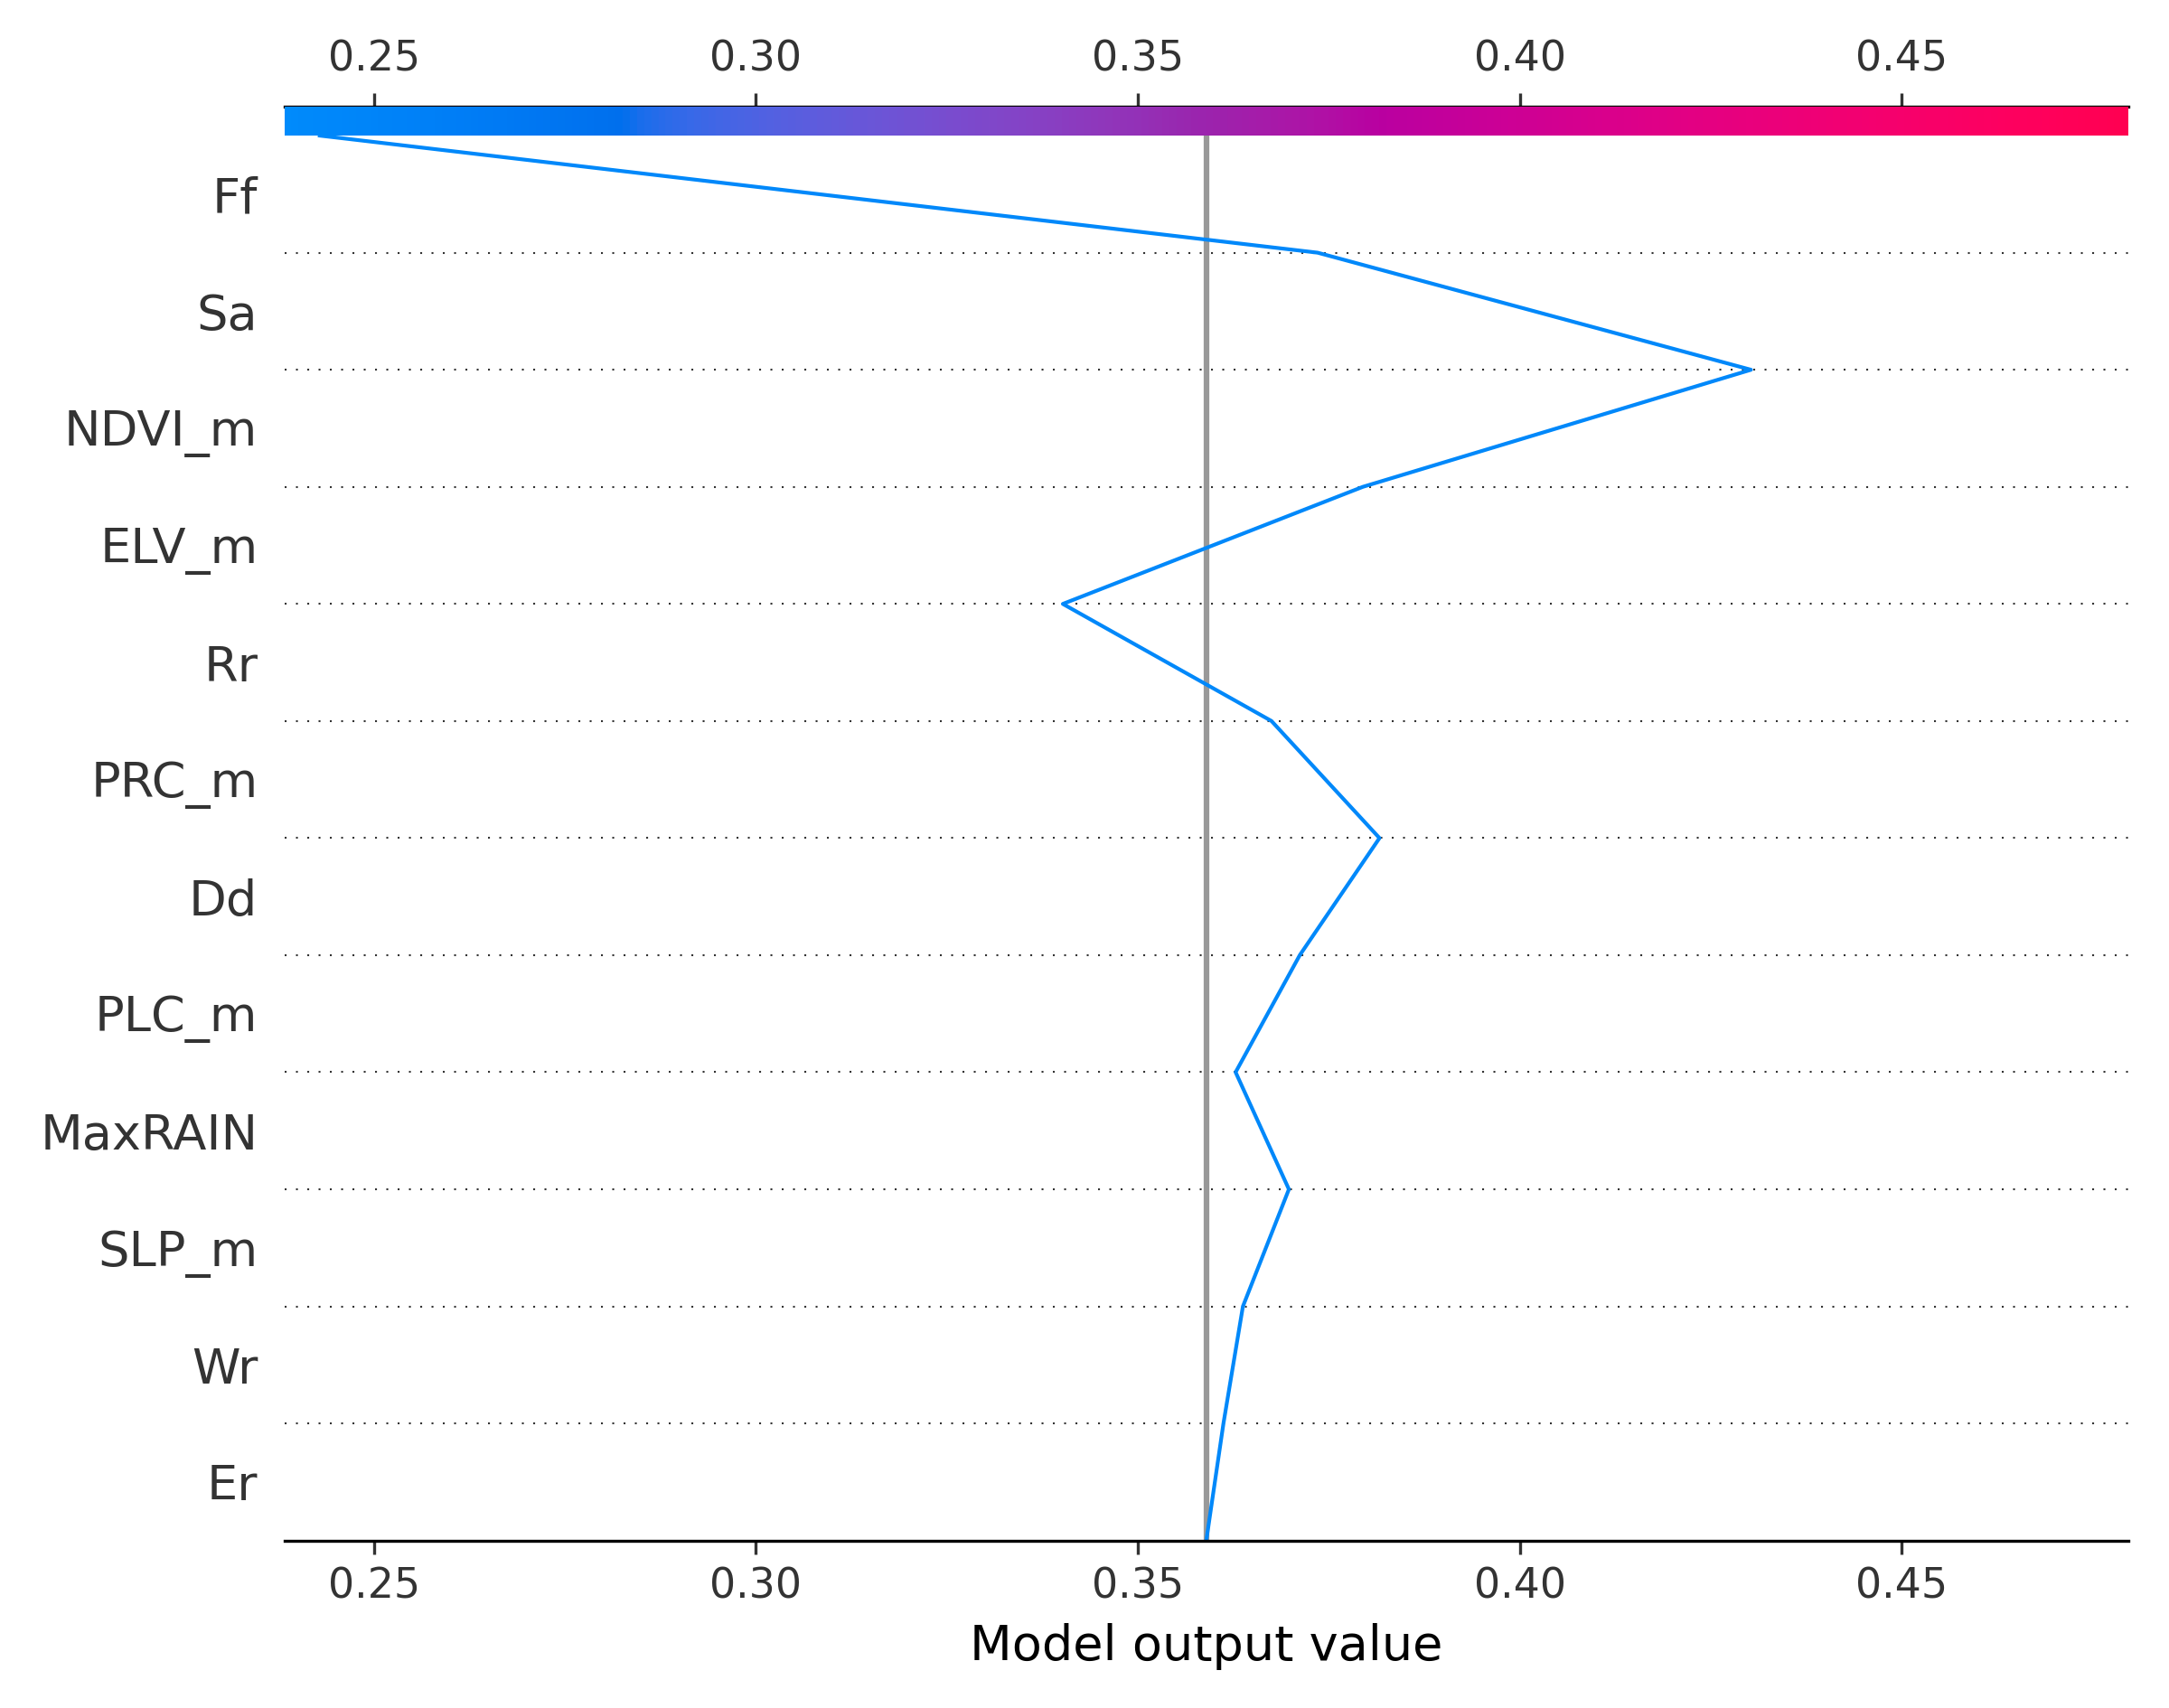 0.25 0.30 0.35 0.40 0.45
Ff
Sa
NDVI_m
ELV_m
Rr
PRC_m
Dd
PLC_m
MaxRAIN
SLP_m
Wr
Er
0.25 0.30 0.35 0.40 0.45
Model output value